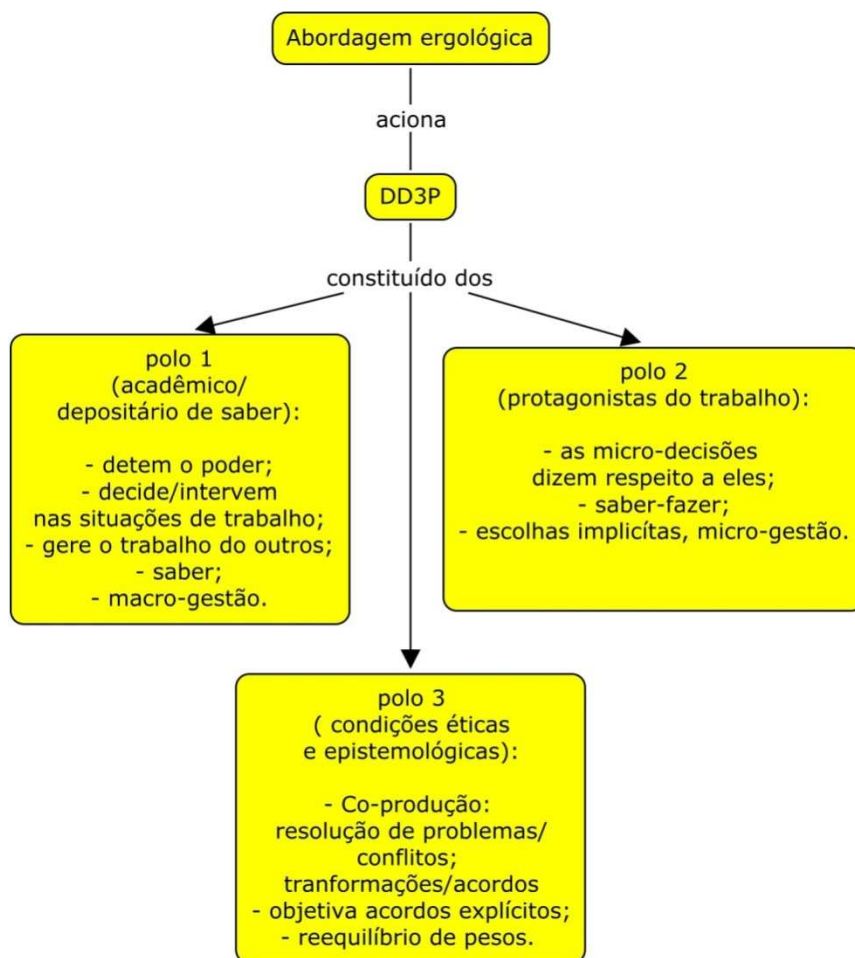 Abordagem ergológica
aciona
DD3P
constituído dos
polo 1
(acadêmico/
depositário de saber):
- detem o poder;
- decide/intervem
nas situações de trabalho;
- gere o trabalho do outros;
- saber;
- macro-gestão.
polo 2
(protagonistas do trabalho):
- as micro-decisões
dizem respeito a eles;
- saber-fazer;
- escolhas implicítas, micro-gestão.
polo 3
( condições éticas
e epistemológicas):
- Co-produção:
resolução de problemas/
conflitos;
tranformações/acordos
- objetiva acordos explícitos;
- reequilíbrio de pesos.